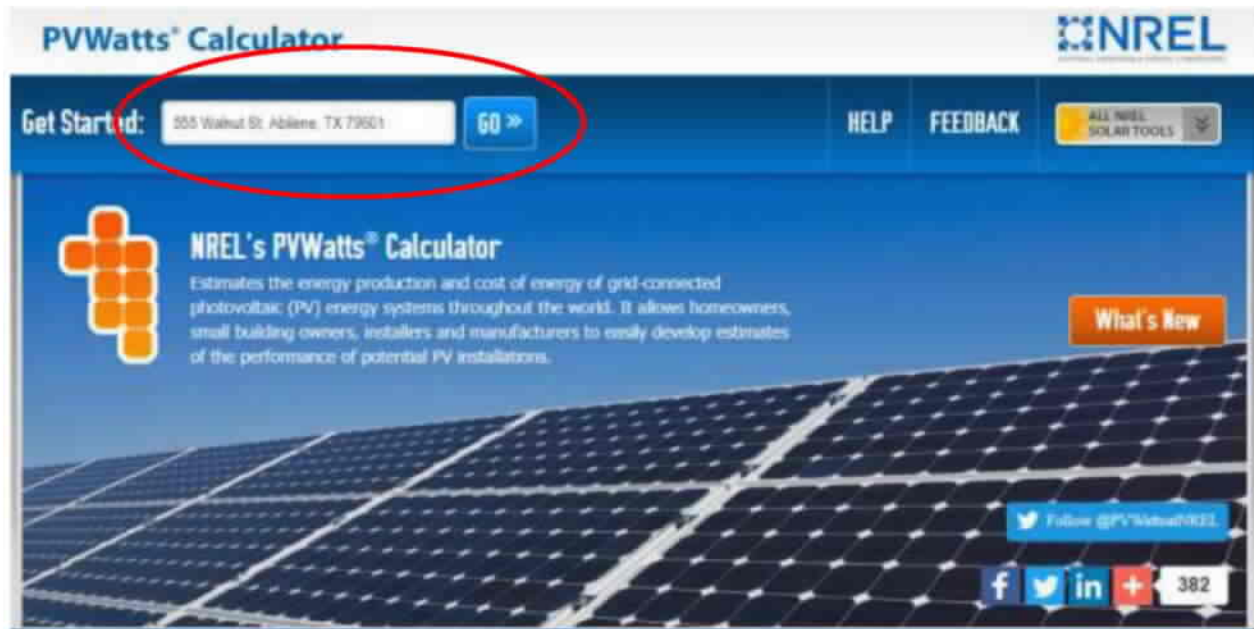 PVWatts® Calculator
NREL
Get Started:
555 Walnut St, Abilene, TX 79601
GO »
HELP
FEEDBACK
ALL NREL
SOLAR TOOLS
NREL's PVWatts® Calculator
Estimates the energy production and cost of energy of grid-connected
photovoltaic (PV) energy systems throughout the world. It allows homeowners,
small building owners, installers and manufacturers to easily develop estimates
of the performance of potential PV installations.
What's New
Follow @PVWattsatNREL
f
in
+
382